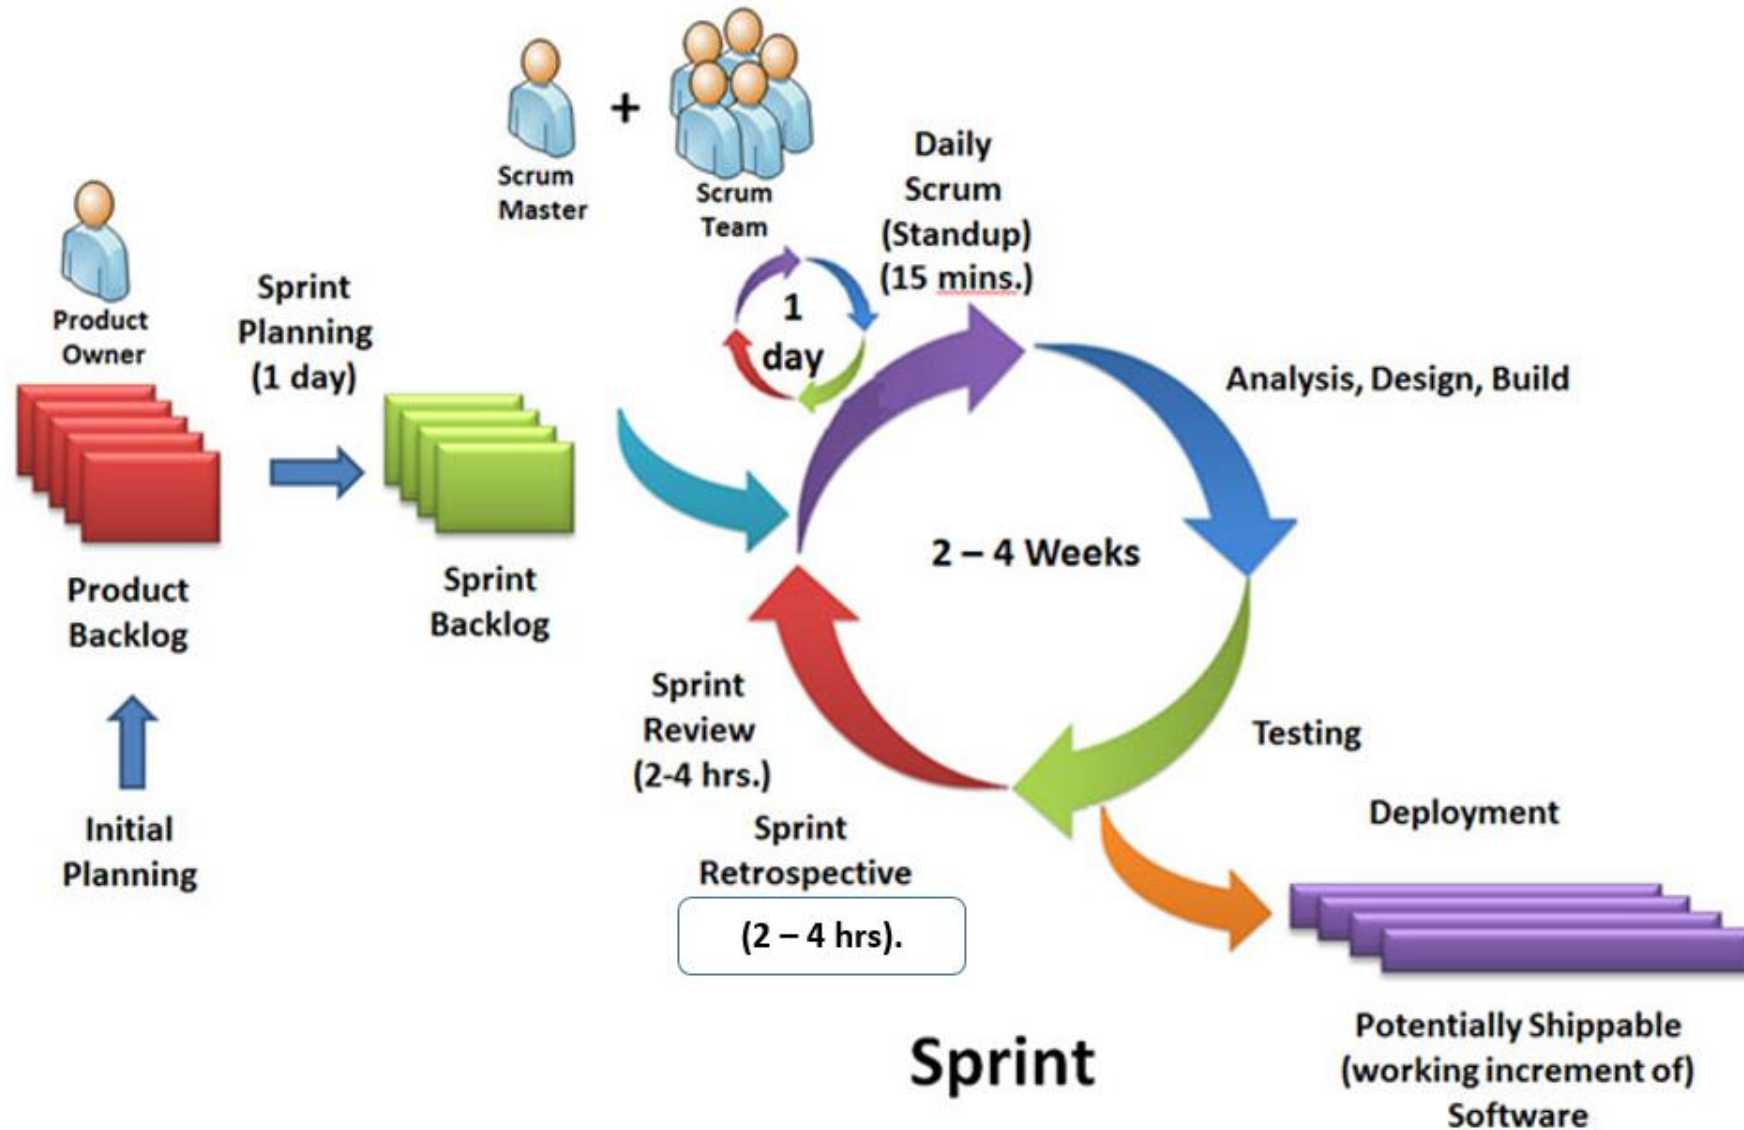 Product
Owner
Sprint
Planning
(1 day)
Product
Backlog
Initial
Planning
Sprint
Backlog
Scrum
Master
+
Scrum
Team
1
day
Daily
Scrum
(Standup)
(15 mins.)
Analysis, Design, Build
2 – 4 Weeks
Testing
Sprint
Review
(2-4 hrs.)
Sprint
Retrospective
(2 – 4 hrs).
Deployment
Potentially Shippable
(working increment of)
Software
Sprint